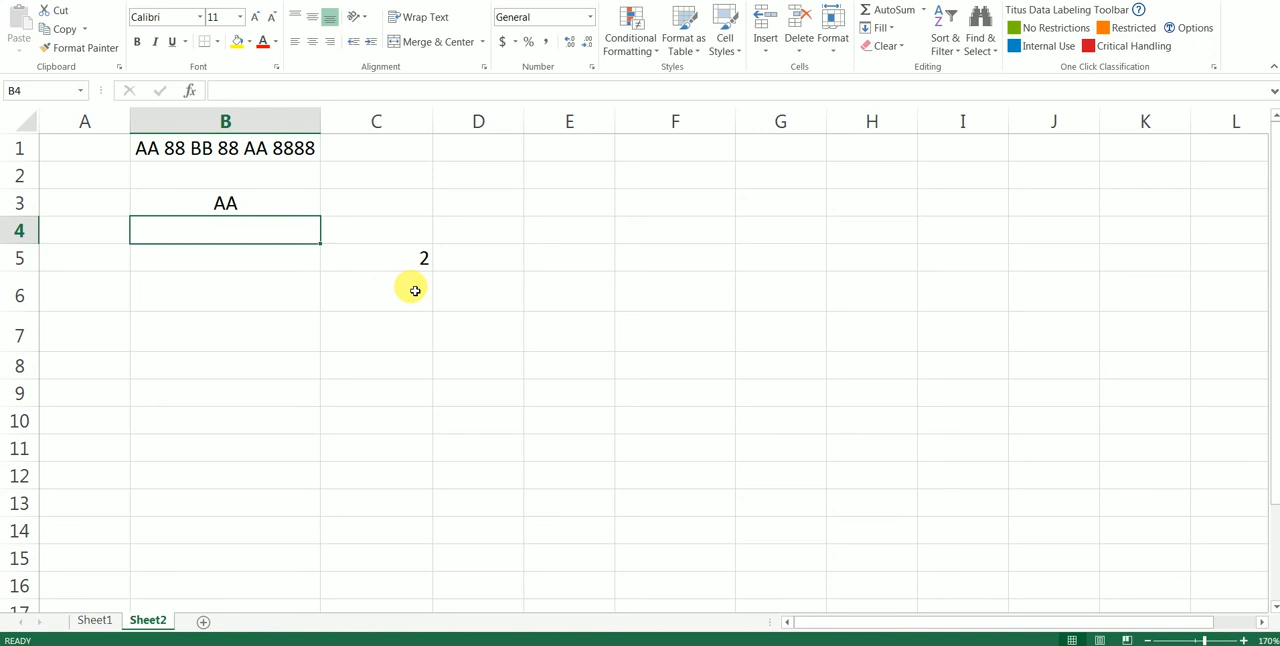 Cut Calibri 11 Wrap Text General AutoSum Titus Data Labeling Toolbar
Paste Copy Fill No Restrictions Restricted Options
Format Painter B I U Merge & Center $ % , Conditional Formatting Format as Table Cell Styles Insert Delete Format Clear Sort & Filter Find & Select Internal Use Critical Handling
Clipboard Font Alignment Number Styles Cells Editing One Click Classification
B4 fx
A B C D E F G H I J K L
1 AA 88 BB 88 AA 8888
2
3 AA
4
5 2
6
7
8
9
10
11
12
13
14
15
16
17
Sheet1 Sheet2
READY 170%